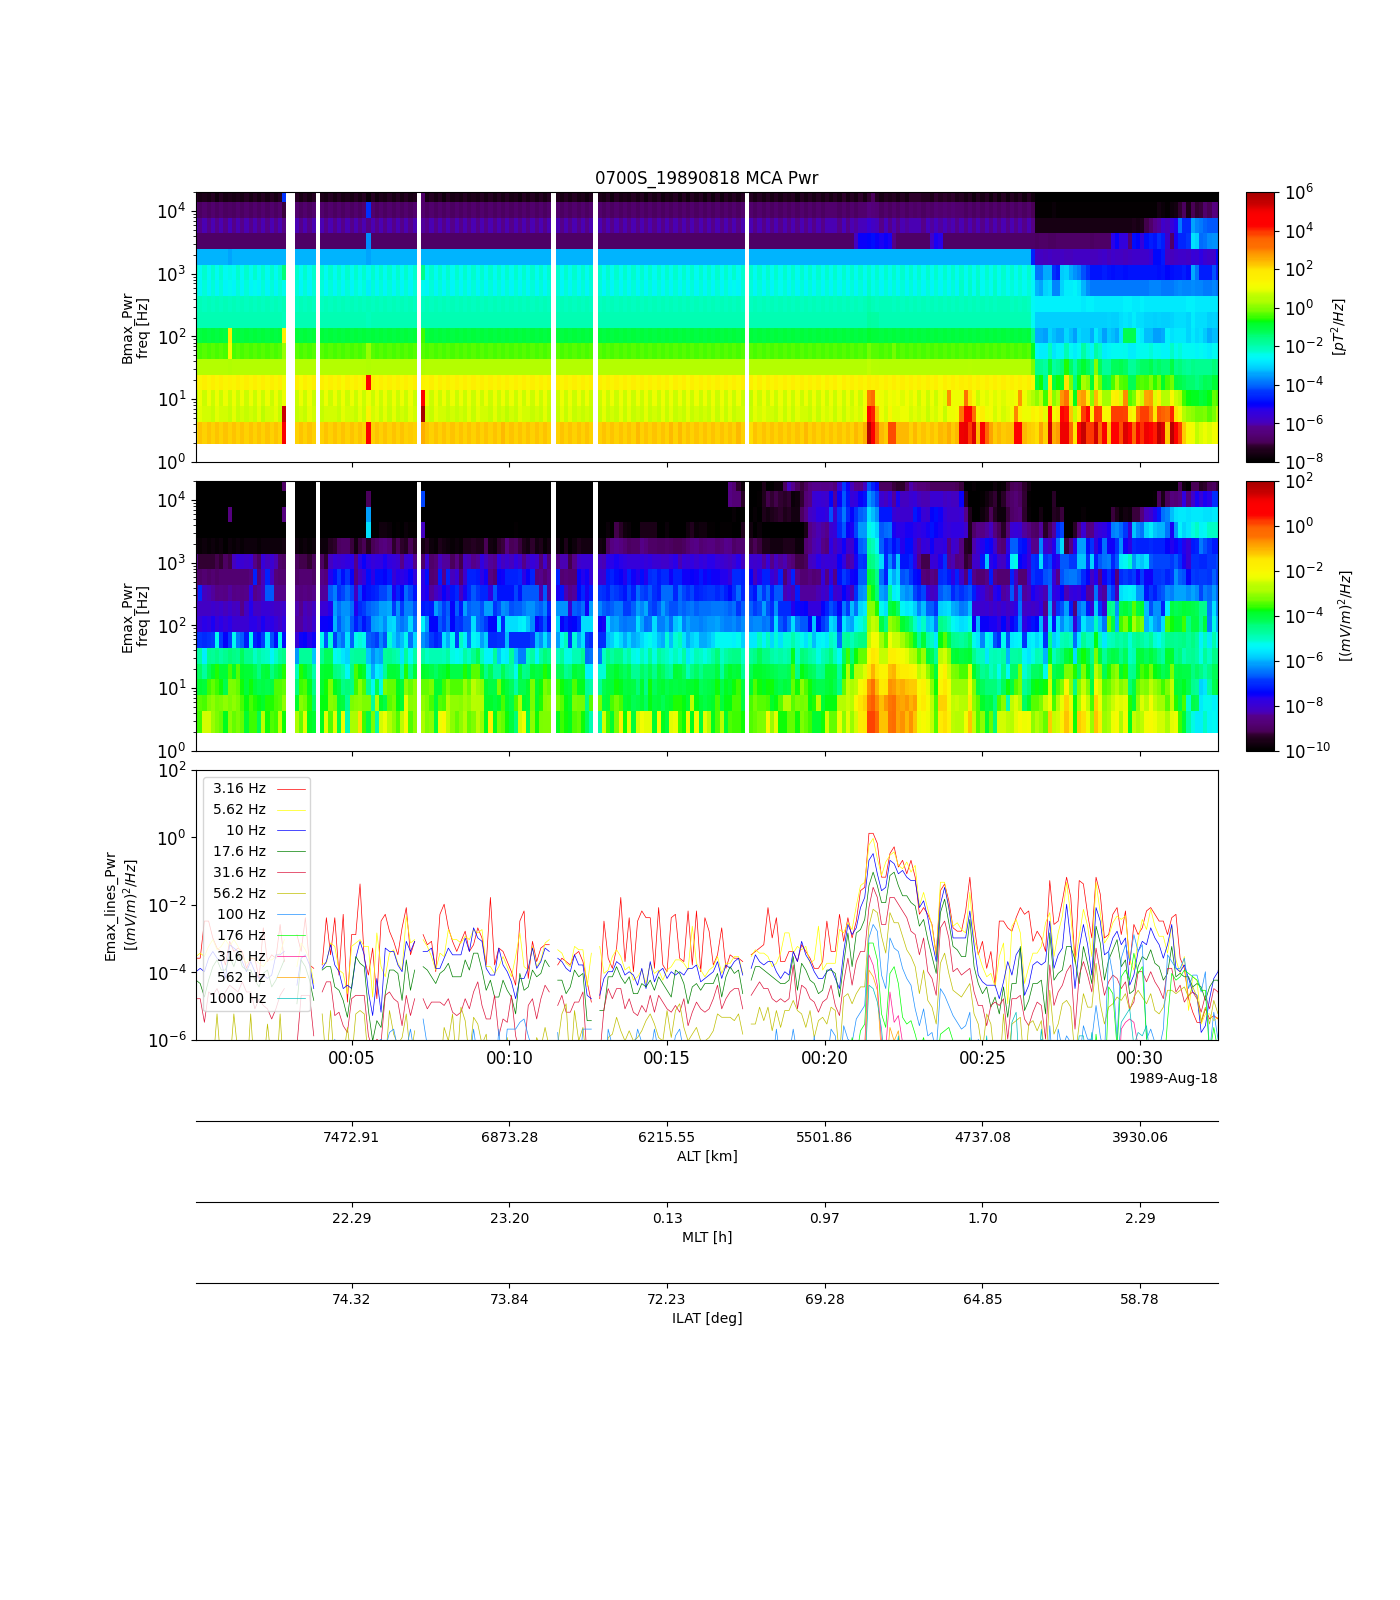 0700S_19890818 MCA Pwr
Bmax_Pwr
freq [Hz]
10^4
10^3
10^2
10^1
10^0
10^6
10^4
10^2
10^0
10^-2
10^-4
10^-6
10^-8
[pT^2/Hz]
Emax_Pwr
freq [Hz]
10^4
10^3
10^2
10^1
10^0
10^2
10^0
10^-2
10^-4
10^-6
10^-8
10^-10
[(mV/m)^2/Hz]
Emax_lines_Pwr
[(mV/m)^2/Hz]
10^2
10^0
10^-2
10^-4
10^-6
3.16 Hz
5.62 Hz
10 Hz
17.6 Hz
31.6 Hz
56.2 Hz
100 Hz
176 Hz
316 Hz
562 Hz
1000 Hz
00:05 00:10 00:15 00:20 00:25 00:30
1989-Aug-18
7472.91 6873.28 6215.55 5501.86 4737.08 3930.06
ALT [km]
22.29 23.20 0.13 0.97 1.70 2.29
MLT [h]
74.32 73.84 72.23 69.28 64.85 58.78
ILAT [deg]